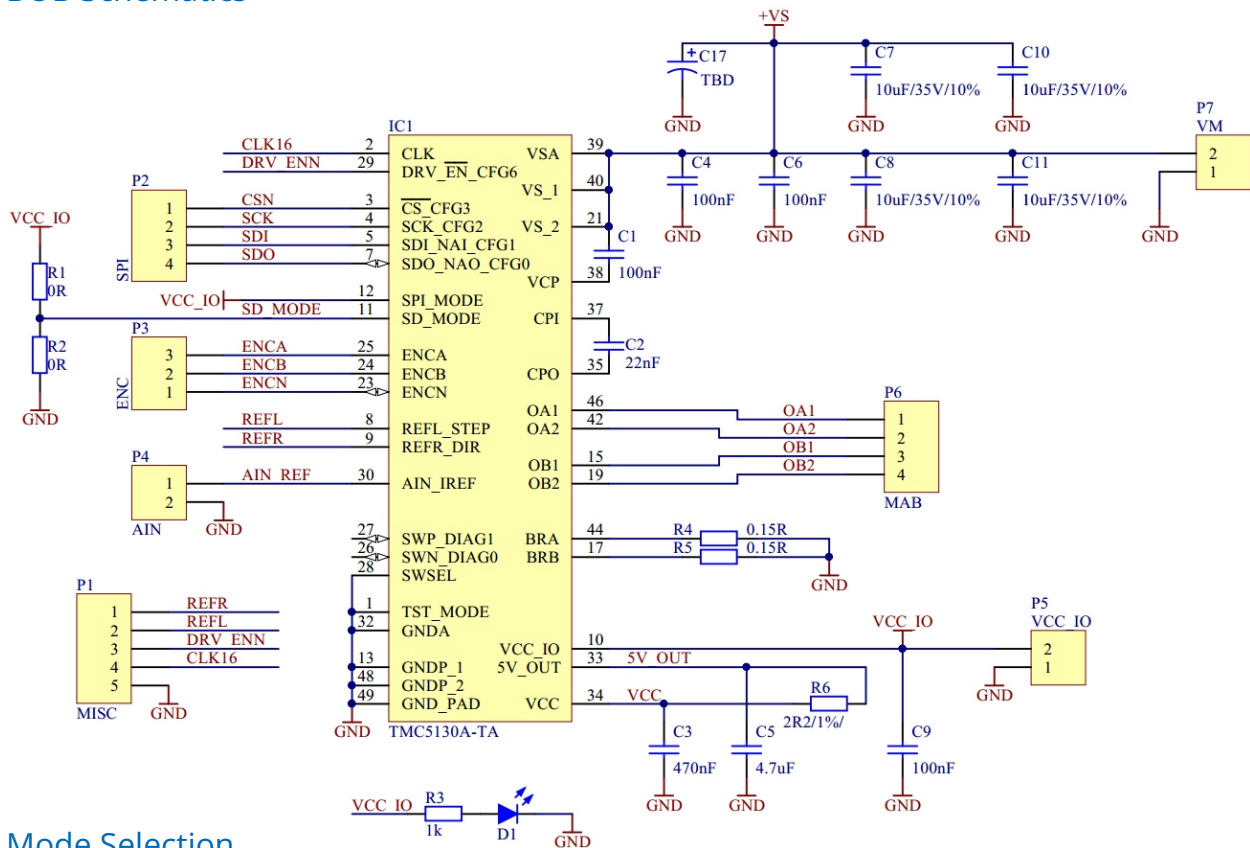 +VS
C17
TBD
GND
C7
10uF/35V/10%
GND
C10
10uF/35V/10%
GND
P7
VM
2
1
GND
C4
100nF
GND
C6
100nF
GND
C8
10uF/35V/10%
GND
C11
10uF/35V/10%
GND
IC1
CLK16 2 CLK
DRV_ENN 29 DRV_EN_CFG6
P2
1 CSN 3 CS_CFG3
2 SCK 4 SCK_CFG2
3 SDI 5 SDI_NAI_CFG1
4 SDO 7 SDO_NAO_CFG0
SPI
VCC_IO
R1
0R
R2
0R
GND
VCC_IO 12 SPI_MODE
SD_MODE 11 SD_MODE
P3
3 ENCA 25 ENCA
2 ENCB 24 ENCB
1 ENCN 23 ENCN
ENC
REFL 8 REFL_STEP
REFR 9 REFR_DIR
P4
1 AIN_REF 30 AIN_IREF
2
AIN
GND
27 SWP_DIAG1
26 SWN_DIAG0
28 SWSEL
1 TST_MODE
32 GNDA
13 GNDP_1
48 GNDP_2
49 GND_PAD
GND
TMC5130A-TA
P1
1 REFR
2 REFL
3 DRV_ENN
4 CLK16
5
MISC
GND
VSA 39
VS_1 40
VS_2 21
C1
100nF
VCP 38
CPI 37
C2
22nF
CPO 35
OA1 46 OA1
OA2 42 OA2
OB1 15 OB1
OB2 19 OB2
P6
1
2
3
4
MAB
BRA 44 R4 0.15R
BRB 17 R5 0.15R
GND
VCC_IO 10 VCC_IO
5V_OUT 33 5V_OUT
VCC 34 VCC
R6
2R2/1%/
P5
VCC_IO
2
1
GND
C3
470nF
GND
C5
4.7uF
GND
C9
100nF
GND
VCC_IO
R3
1k
D1
GND
Mode Selection